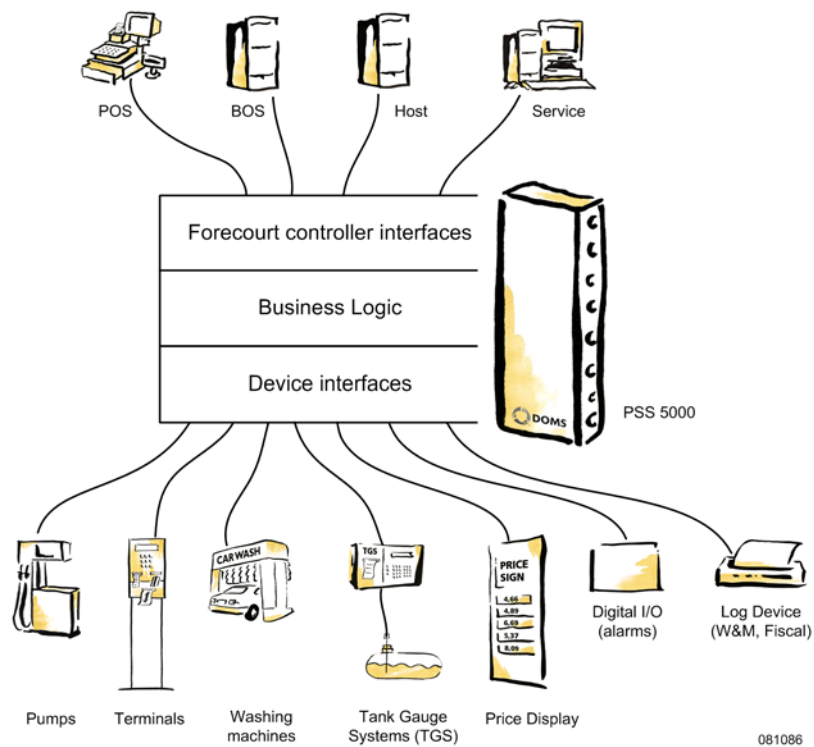 POS
BOS
Host
Service
Forecourt controller interfaces
Business Logic
Device interfaces
DOMS
PSS 5000
CAR WASH
TGS
PRICE
SIGN
4,66
4,89
6,69
5,37
8,09
Digital I/O
(alarms)
Log Device
(W&M, Fiscal)
Pumps
Terminals
Washing
machines
Tank Gauge
Systems (TGS)
Price Display
081086